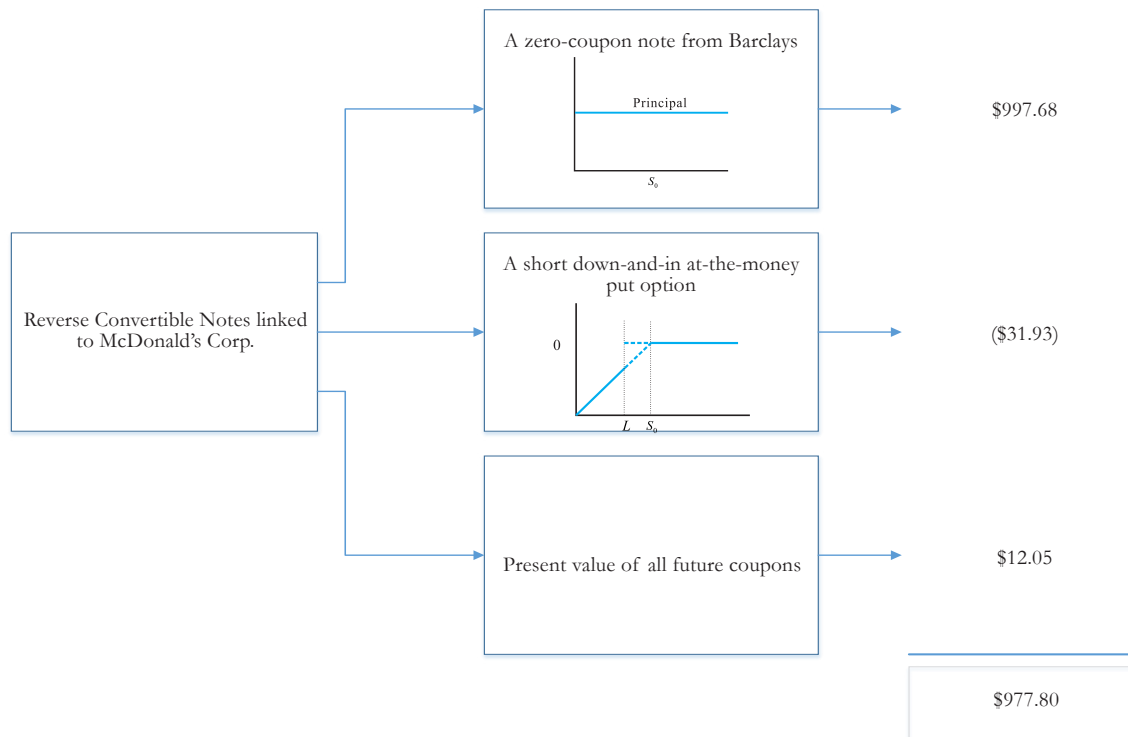 A zero-coupon note from Barclays
Principal
S₀
$997.68
Reverse Convertible Notes linked
to McDonald's Corp.
A short down-and-in at-the-money
put option
0
L S₀
($31.93)
Present value of all future coupons
$12.05
$977.80